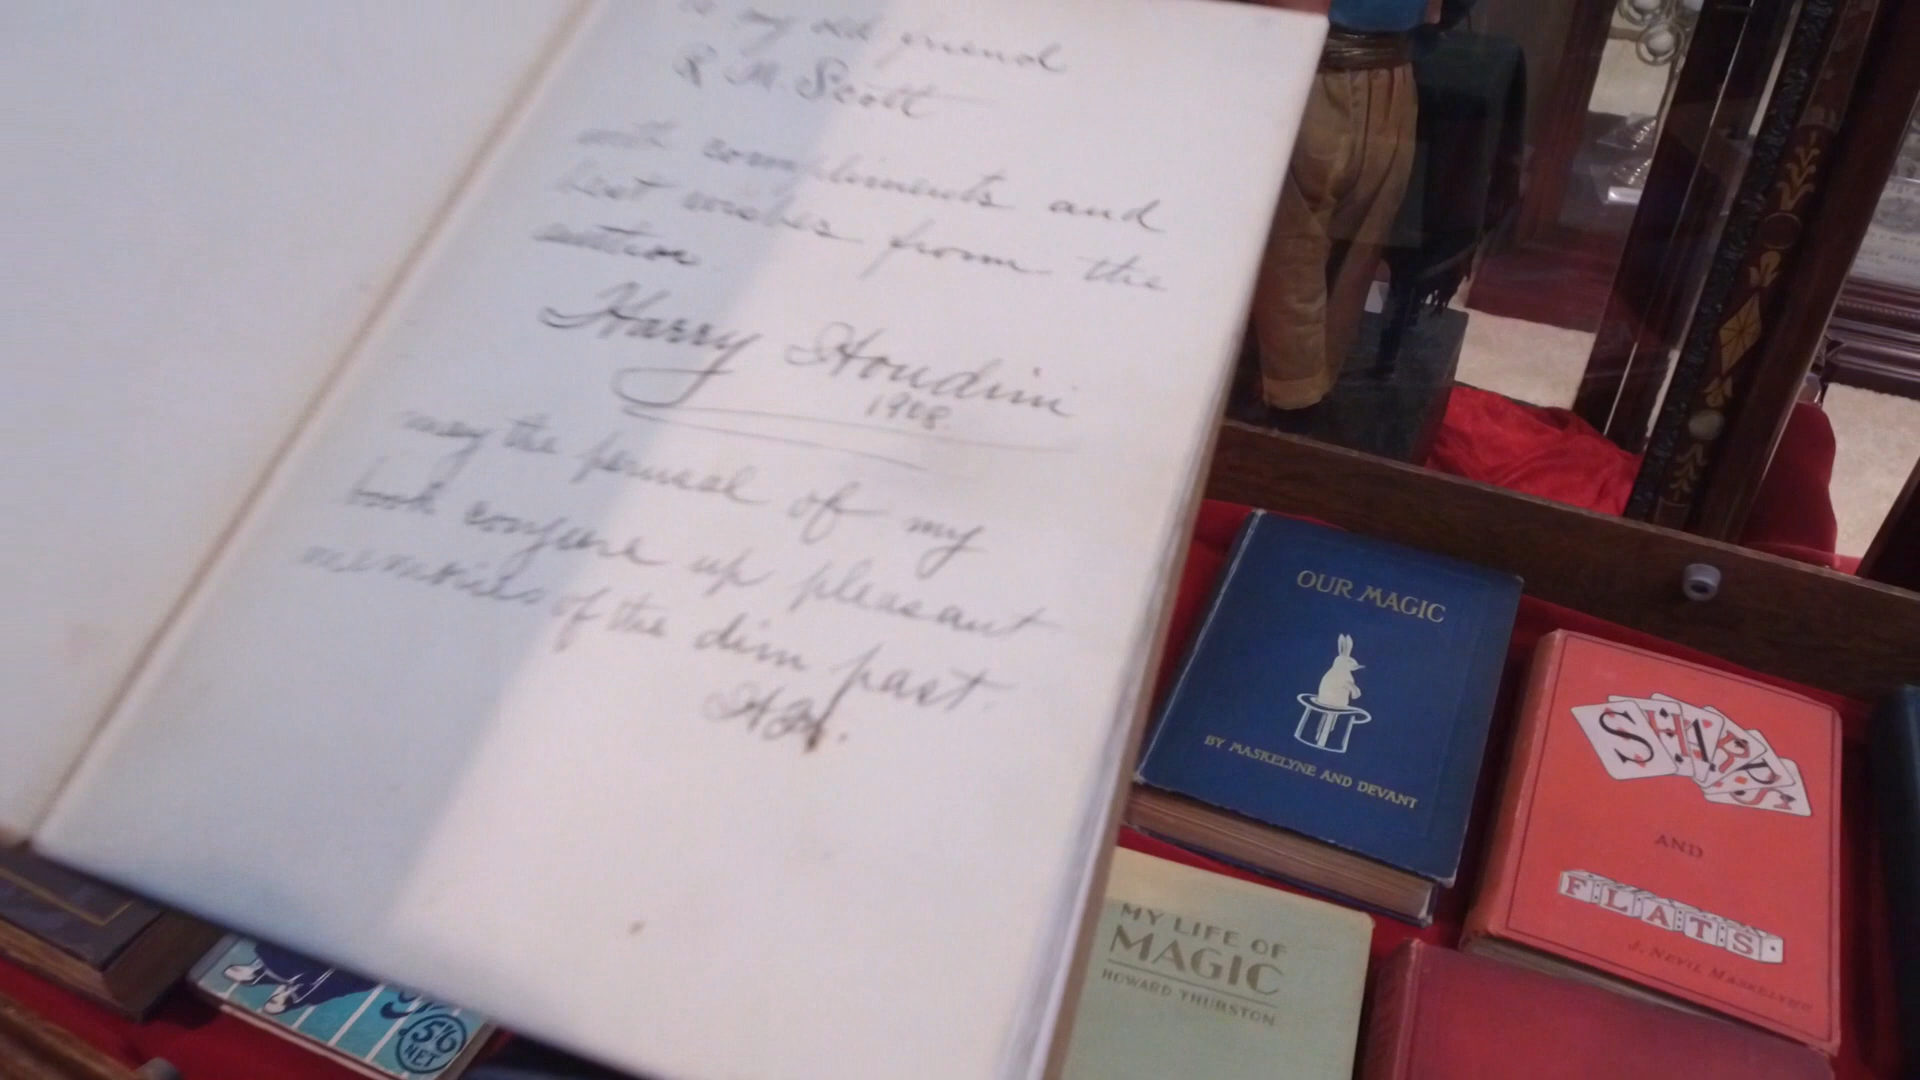 to my old friend
R M. Scott
with compliments and
best wishes from the
author
Harry Houdini
1908
may the perusal of my
book conjure up pleasant
memories of the dim past.
H.H.
OUR MAGIC
BY MASKELYNE AND DEVANT
SHARPS
AND
FLATS
J. NEVIL MASKELYNE
MY LIFE OF
MAGIC
HOWARD THURSTON
5/6
NET